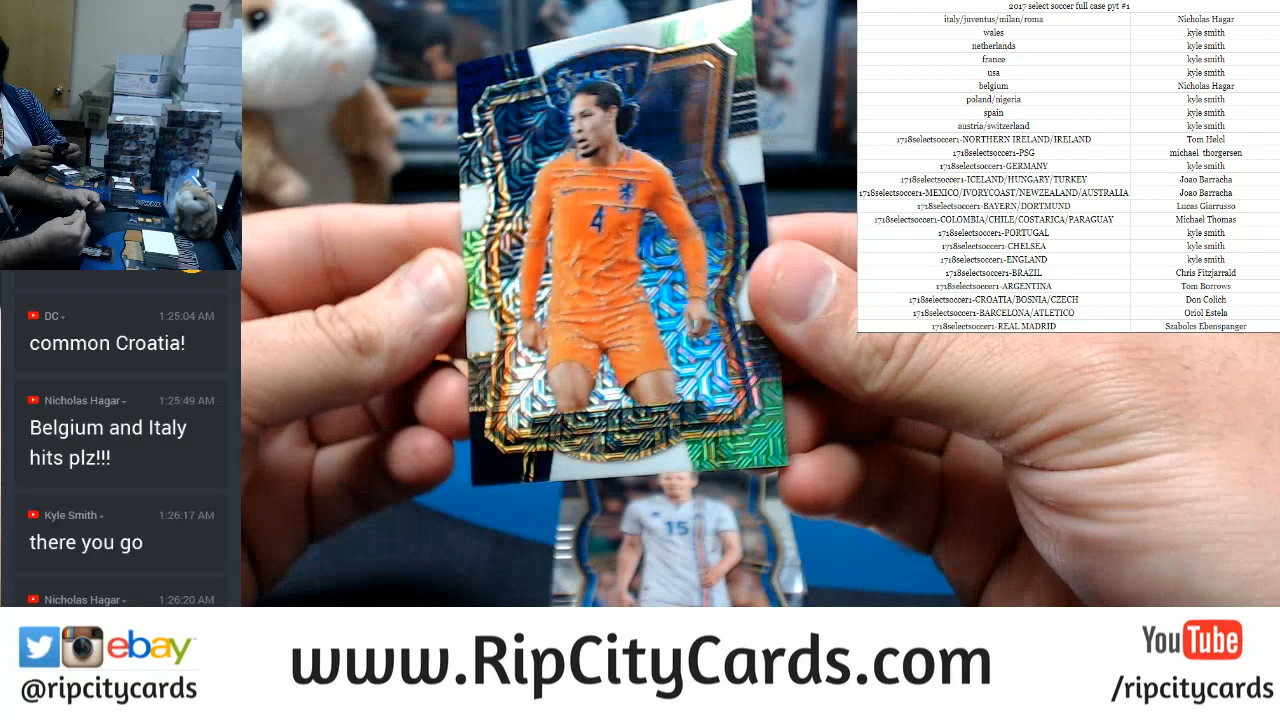 2017 select soccer full case pyt #1
italy/juventus/milan/roma Nicholas Hagar
wales kyle smith
netherlands kyle smith
france kyle smith
usa kyle smith
belgium Nicholas Hagar
poland/nigeria kyle smith
spain kyle smith
austria/switzerland kyle smith
1718selectsoccer1-NORTHERN IRELAND/IRELAND Tom Helel
1718selectsoccer1-PSG michael thorgersen
1718selectsoccer1-GERMANY kyle smith
1718selectsoccer1-ICELAND/HUNGARY/TURKEY Joao Barracha
1718selectsoccer1-MEXICO/IVORYCOAST/NEWZEALAND/AUSTRALIA Joao Barracha
1718selectsoccer1-BAYERN/DORTMUND Lucas Giarrusso
1718selectsoccer1-COLOMBIA/CHILE/COSTARICA/PARAGUAY Michael Thomas
1718selectsoccer1-PORTUGAL kyle smith
1718selectsoccer1-CHELSEA kyle smith
1718selectsoccer1-ENGLAND kyle smith
1718selectsoccer1-BRAZIL Chris Fitzjarrald
1718selectsoccer1-ARGENTINA Tom Borrows
1718selectsoccer1-CROATIA/BOSNIA/CZECH Don Colich
1718selectsoccer1-BARCELONA/ATLETICO Oriol Estela
1718selectsoccer1-REAL MADRID Szabolcs Ebenspanger
SELECT
4
15
DC 1:25:04 AM
common Croatia!
Nicholas Hagar 1:25:49 AM
Belgium and Italy
hits plz!!!
Kyle Smith 1:26:17 AM
there you go
Nicholas Hagar 1:26:20 AM
ebay
@ripcitycards
www.RipCityCards.com
YouTube
/ripcitycards